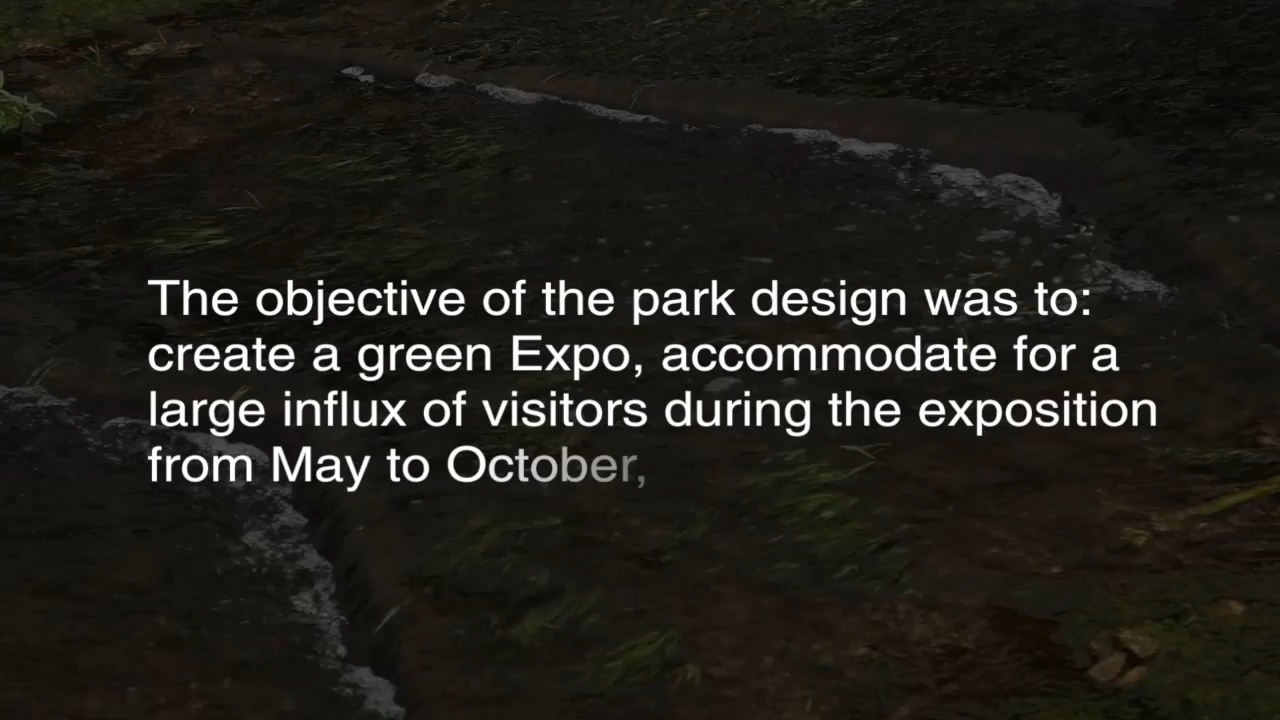 The objective of the park design was to:
create a green Expo, accommodate for a
large influx of visitors during the exposition
from May to October,